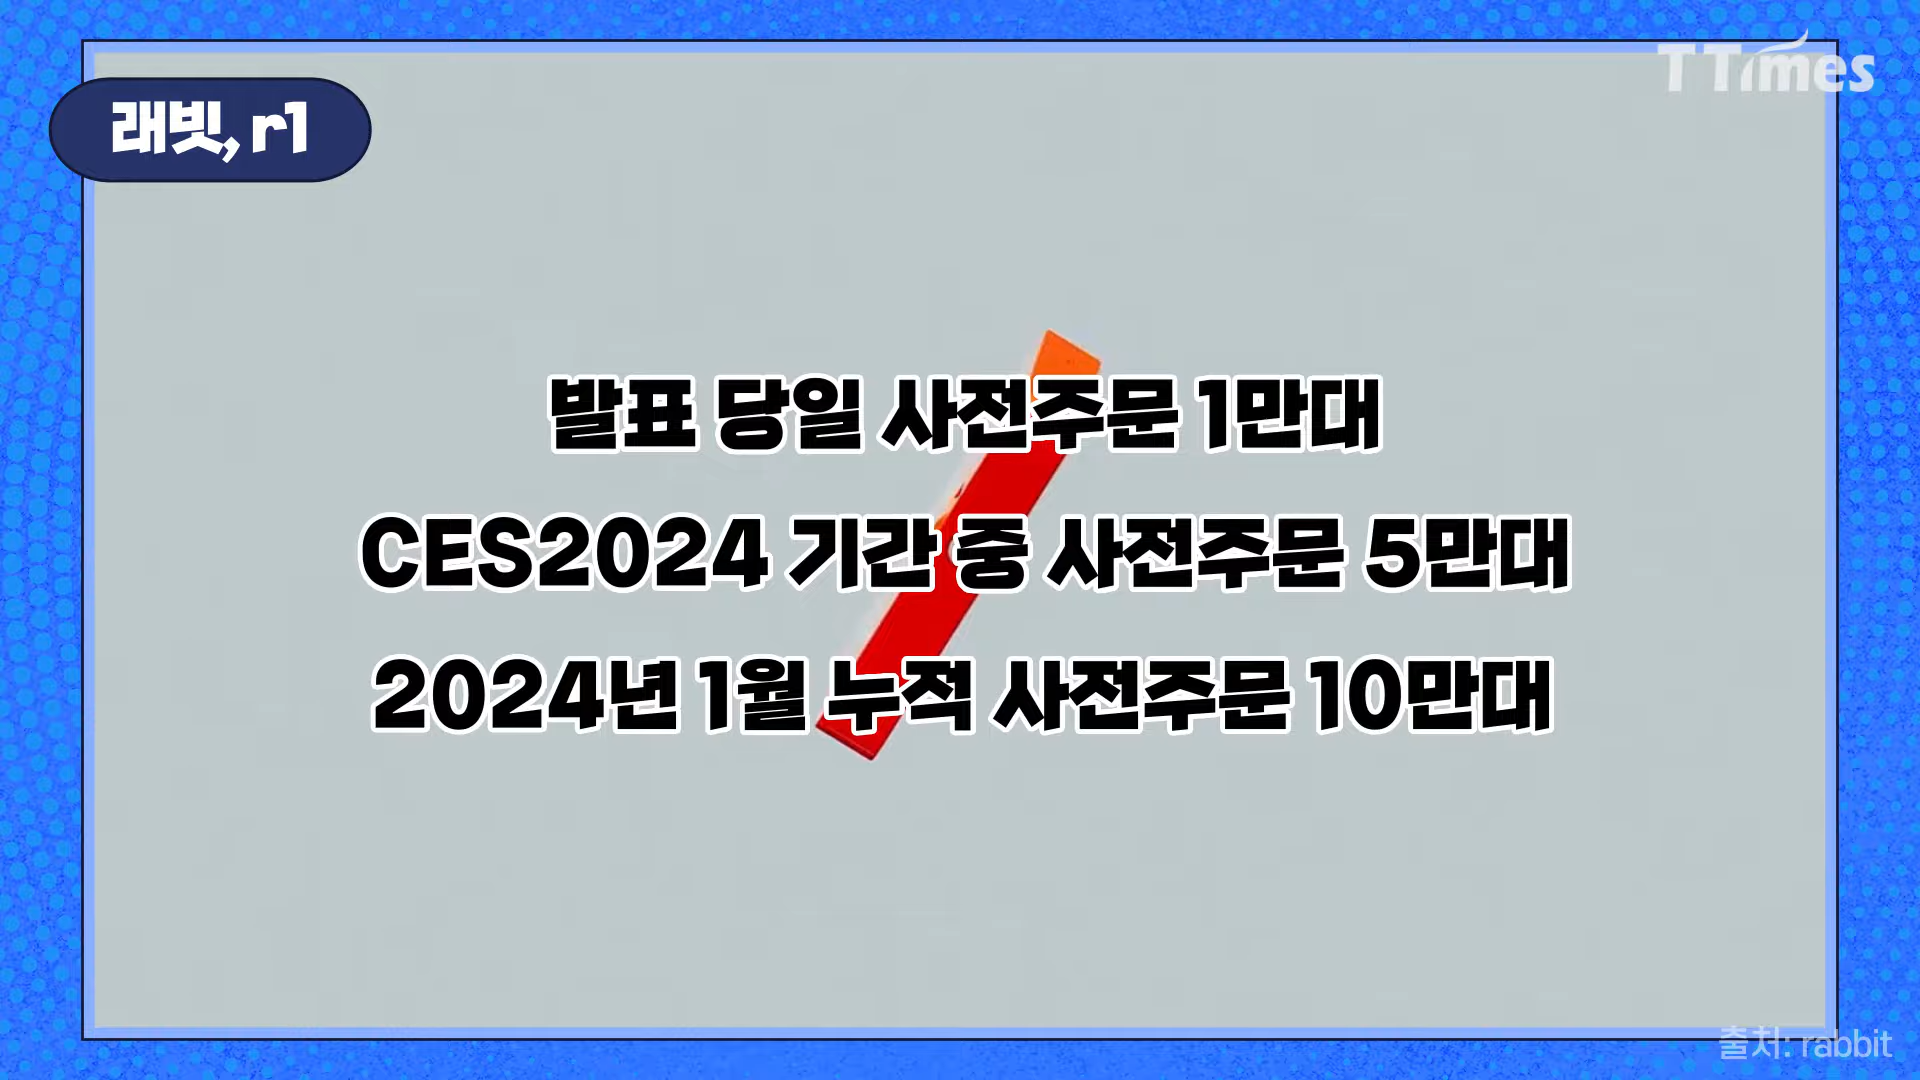 TTimes
래빗, r1
발표 당일 사전주문 1만대
CES2024 기간 중 사전주문 5만대
2024년 1월 누적 사전주문 10만대
출처: rabbit